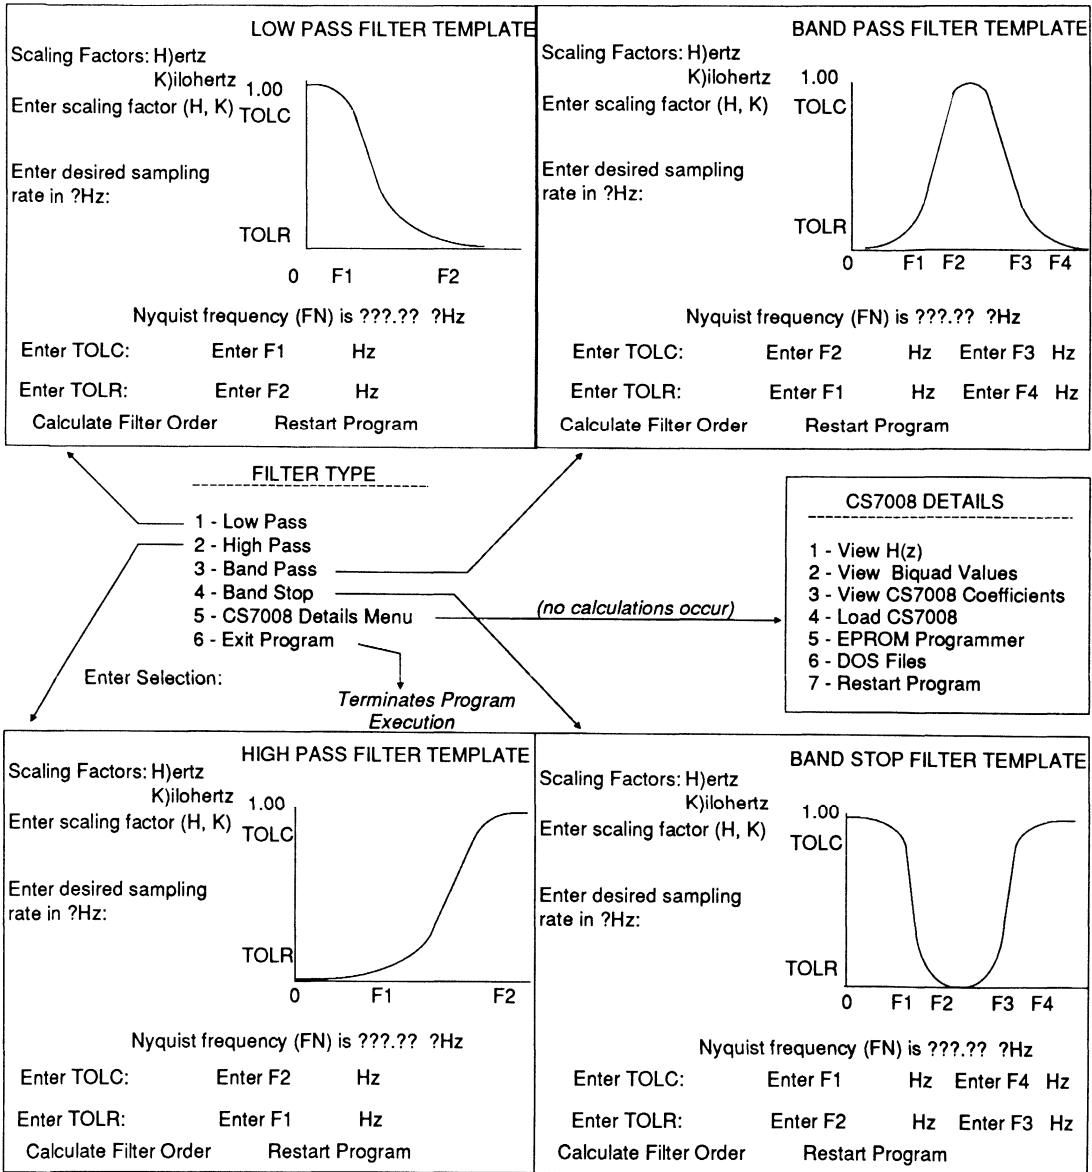 LOW PASS FILTER TEMPLATE
Scaling Factors: H)ertz
K)ilohertz
1.00
Enter scaling factor (H, K)
TOLC
Enter desired sampling
rate in ?Hz:
TOLR
0 F1 F2
Nyquist frequency (FN) is ???.?? ?Hz
Enter TOLC: Enter F1 Hz
Enter TOLR: Enter F2 Hz
Calculate Filter Order Restart Program
BAND PASS FILTER TEMPLATE
Scaling Factors: H)ertz
K)ilohertz
1.00
Enter scaling factor (H, K)
TOLC
Enter desired sampling
rate in ?Hz:
TOLR
0 F1 F2 F3 F4
Nyquist frequency (FN) is ???.?? ?Hz
Enter TOLC: Enter F2 Hz Enter F3 Hz
Enter TOLR: Enter F1 Hz Enter F4 Hz
Calculate Filter Order Restart Program
FILTER TYPE
1 - Low Pass
2 - High Pass
3 - Band Pass
4 - Band Stop
5 - CS7008 Details Menu
6 - Exit Program
Enter Selection:
(no calculations occur)
Terminates Program
Execution
CS7008 DETAILS
1 - View H(z)
2 - View Biquad Values
3 - View CS7008 Coefficients
4 - Load CS7008
5 - EPROM Programmer
6 - DOS Files
7 - Restart Program
HIGH PASS FILTER TEMPLATE
Scaling Factors: H)ertz
K)ilohertz
1.00
Enter scaling factor (H, K)
TOLC
Enter desired sampling
rate in ?Hz:
TOLR
0 F1 F2
Nyquist frequency (FN) is ???.?? ?Hz
Enter TOLC: Enter F2 Hz
Enter TOLR: Enter F1 Hz
Calculate Filter Order Restart Program
BAND STOP FILTER TEMPLATE
Scaling Factors: H)ertz
K)ilohertz
1.00
Enter scaling factor (H, K)
TOLC
Enter desired sampling
rate in ?Hz:
TOLR
0 F1 F2 F3 F4
Nyquist frequency (FN) is ???.?? ?Hz
Enter TOLC: Enter F1 Hz Enter F4 Hz
Enter TOLR: Enter F2 Hz Enter F3 Hz
Calculate Filter Order Restart Program